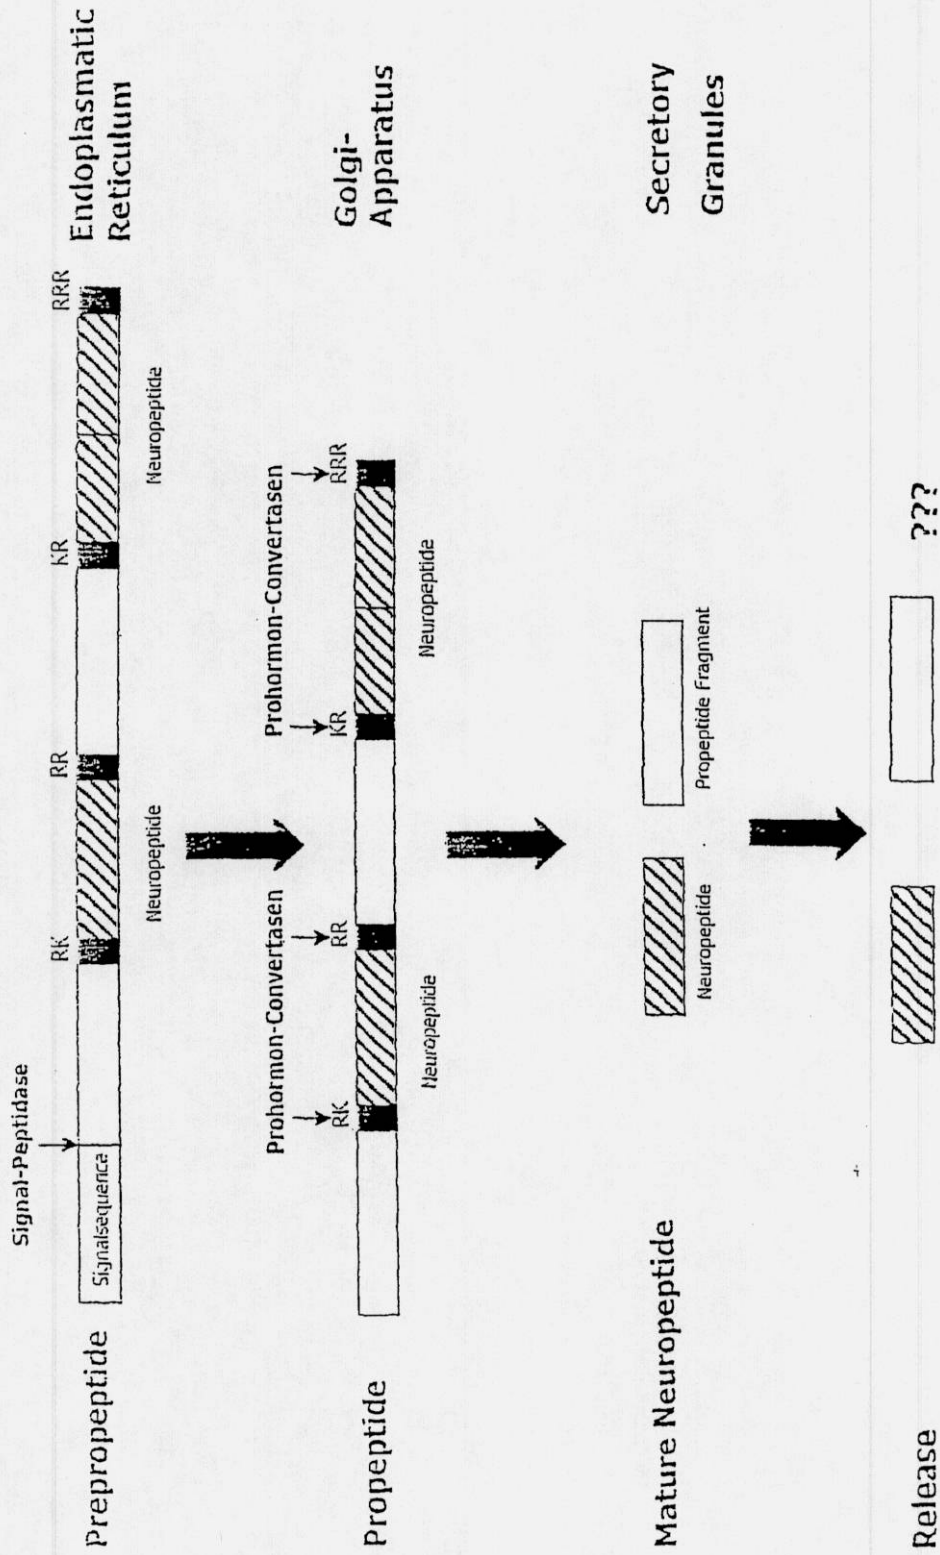 Signal-Peptidase
RK
RR
KR
RRR
Prepropeptide
Signalsequence
Endoplasmatic
Reticulum
Neuropeptide
Neuropeptide
Prohormon-Convertasen
Prohormon-Convertasen
RK
RR
KR
RRR
Propeptide
Golgi-
Apparatus
Neuropeptide
Neuropeptide
Mature Neuropeptide
Secretory
Granules
Neuropeptide
Propeptide Fragment
Release
???